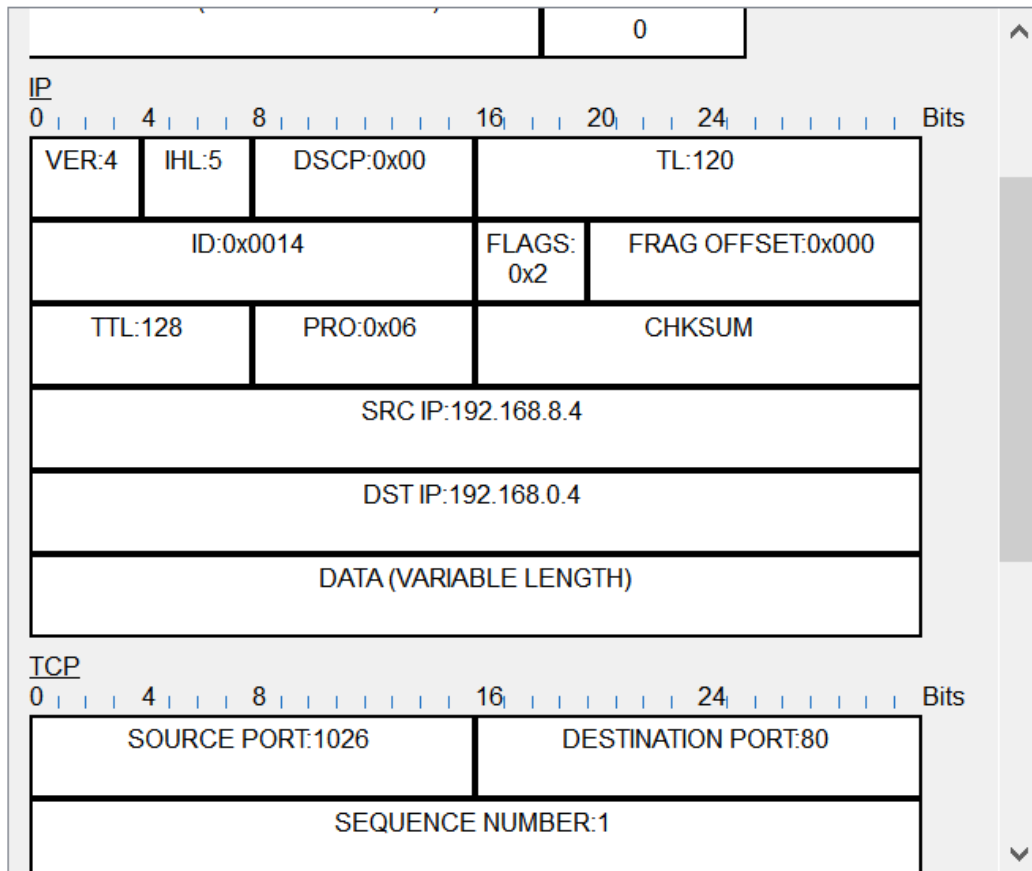 0
IP
0 4 8 16 20 24 Bits
VER:4 IHL:5 DSCP:0x00 TL:120
ID:0x0014 FLAGS: FRAG OFFSET:0x000
0x2
TTL:128 PRO:0x06 CHKSUM
SRC IP:192.168.8.4
DST IP:192.168.0.4
DATA (VARIABLE LENGTH)
TCP
0 4 8 16 24 Bits
SOURCE PORT:1026 DESTINATION PORT:80
SEQUENCE NUMBER:1